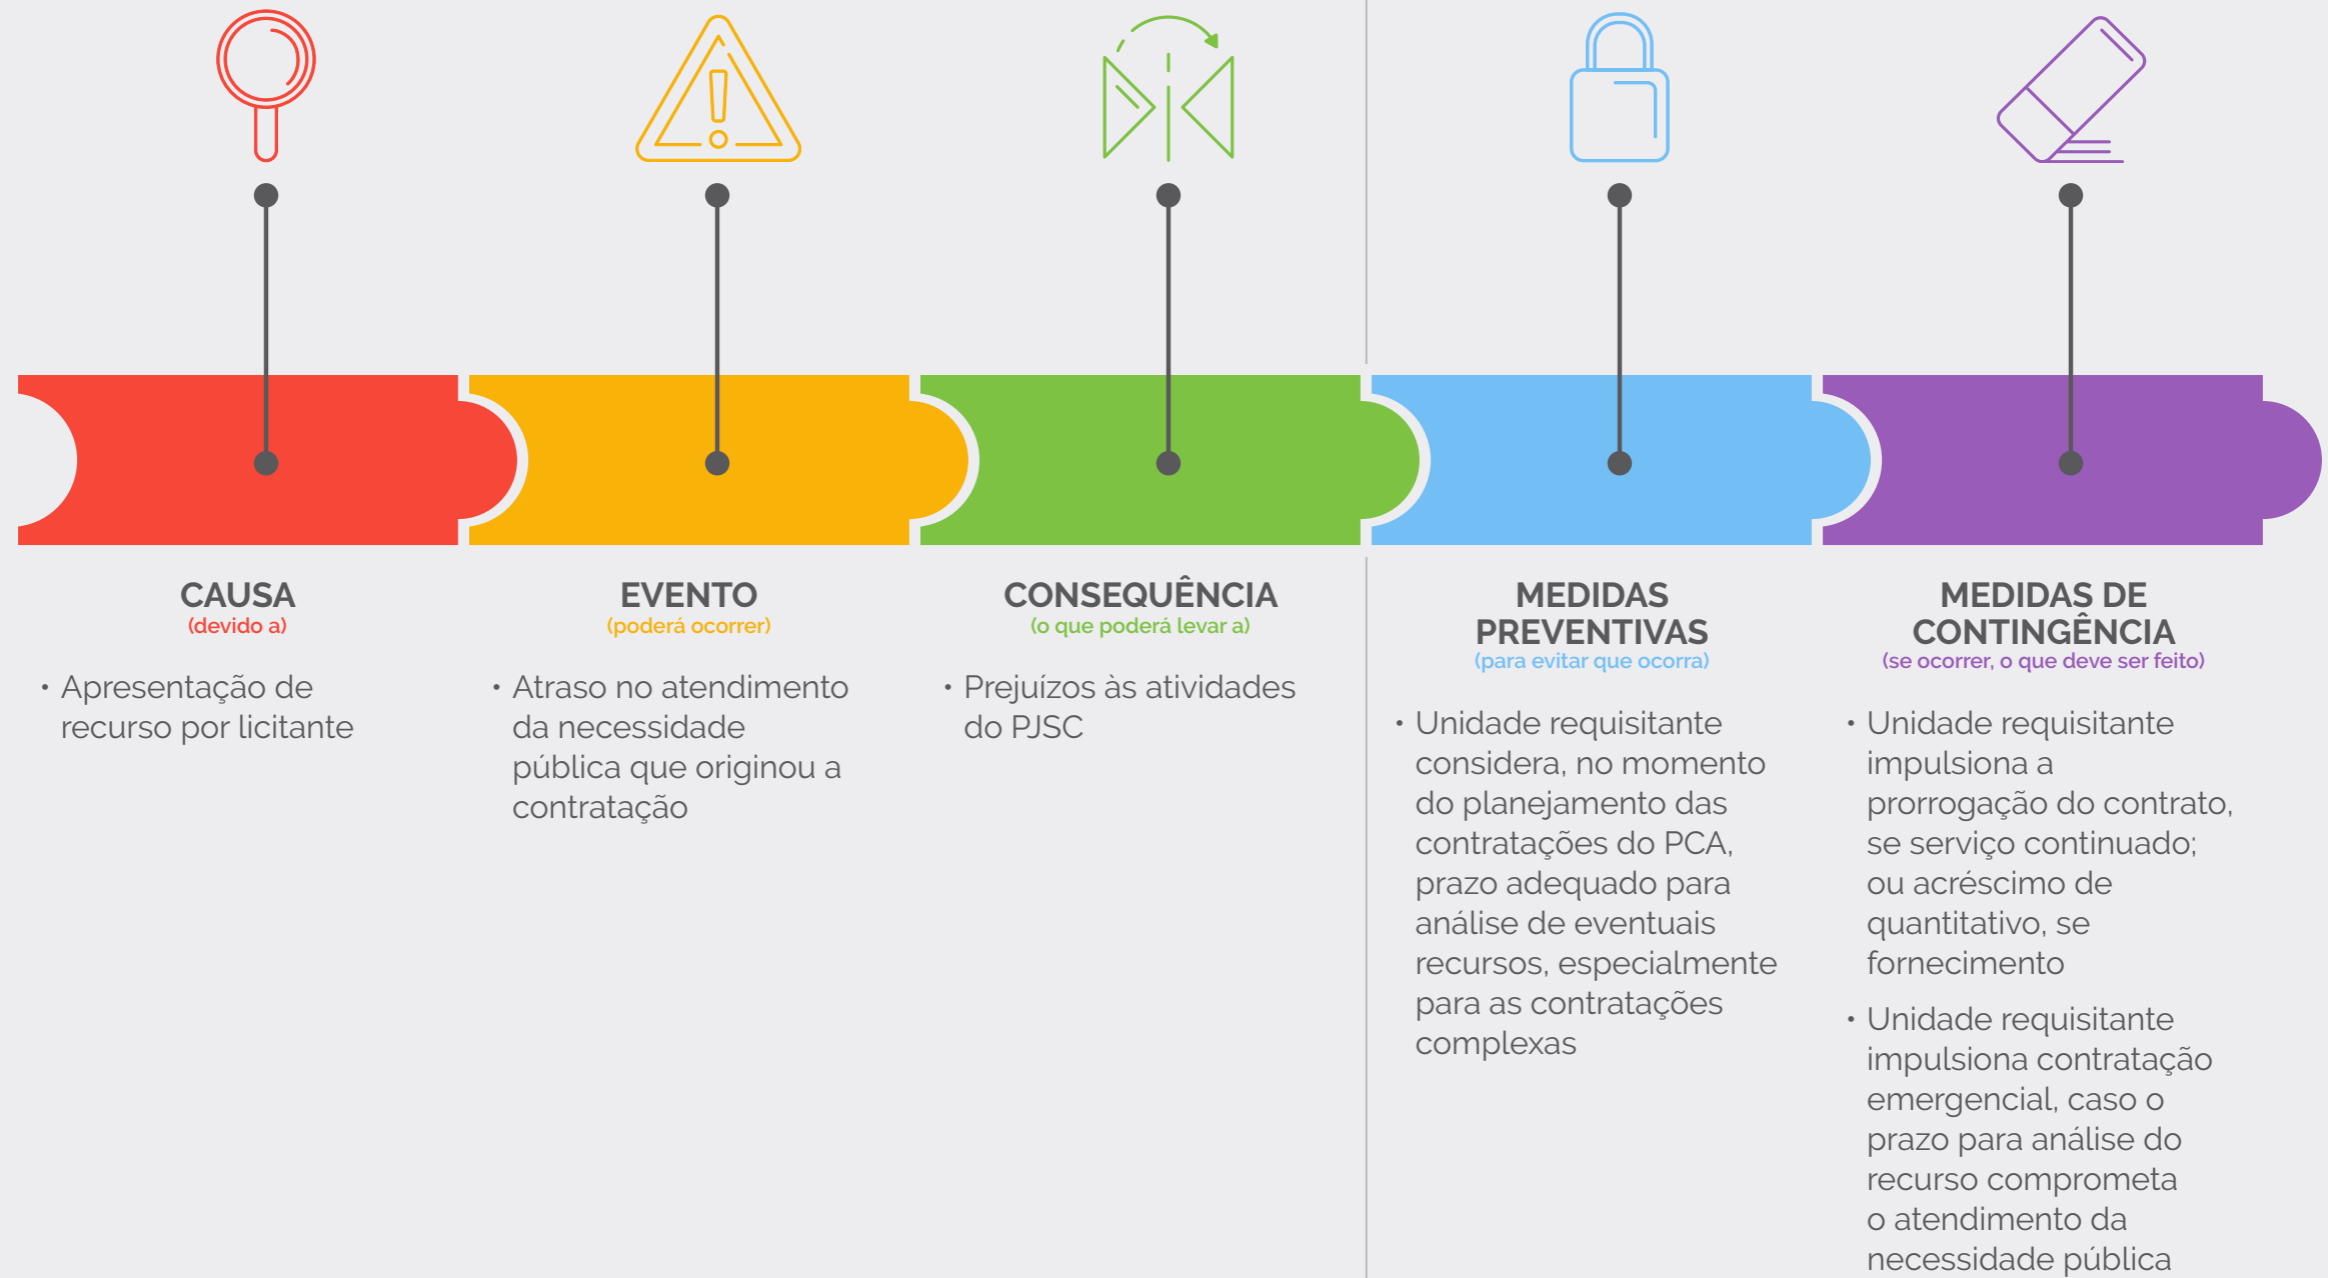 CAUSA
(devido a)
• Apresentação de
recurso por licitante
EVENTO
(poderá ocorrer)
• Atraso no atendimento
da necessidade
pública que originou a
contratação
CONSEQUÊNCIA
(o que poderá levar a)
• Prejuízos às atividades
do PJSC
MEDIDAS
PREVENTIVAS
(para evitar que ocorra)
• Unidade requisitante
considera, no momento
do planejamento das
contratações do PCA,
prazo adequado para
análise de eventuais
recursos, especialmente
para as contratações
complexas
MEDIDAS DE
CONTINGÊNCIA
(se ocorrer, o que deve ser feito)
• Unidade requisitante
impulsiona a
prorrogação do contrato,
se serviço continuado;
ou acréscimo de
quantitativo, se
fornecimento
• Unidade requisitante
impulsiona contratação
emergencial, caso o
prazo para análise do
recurso comprometa
o atendimento da
necessidade pública